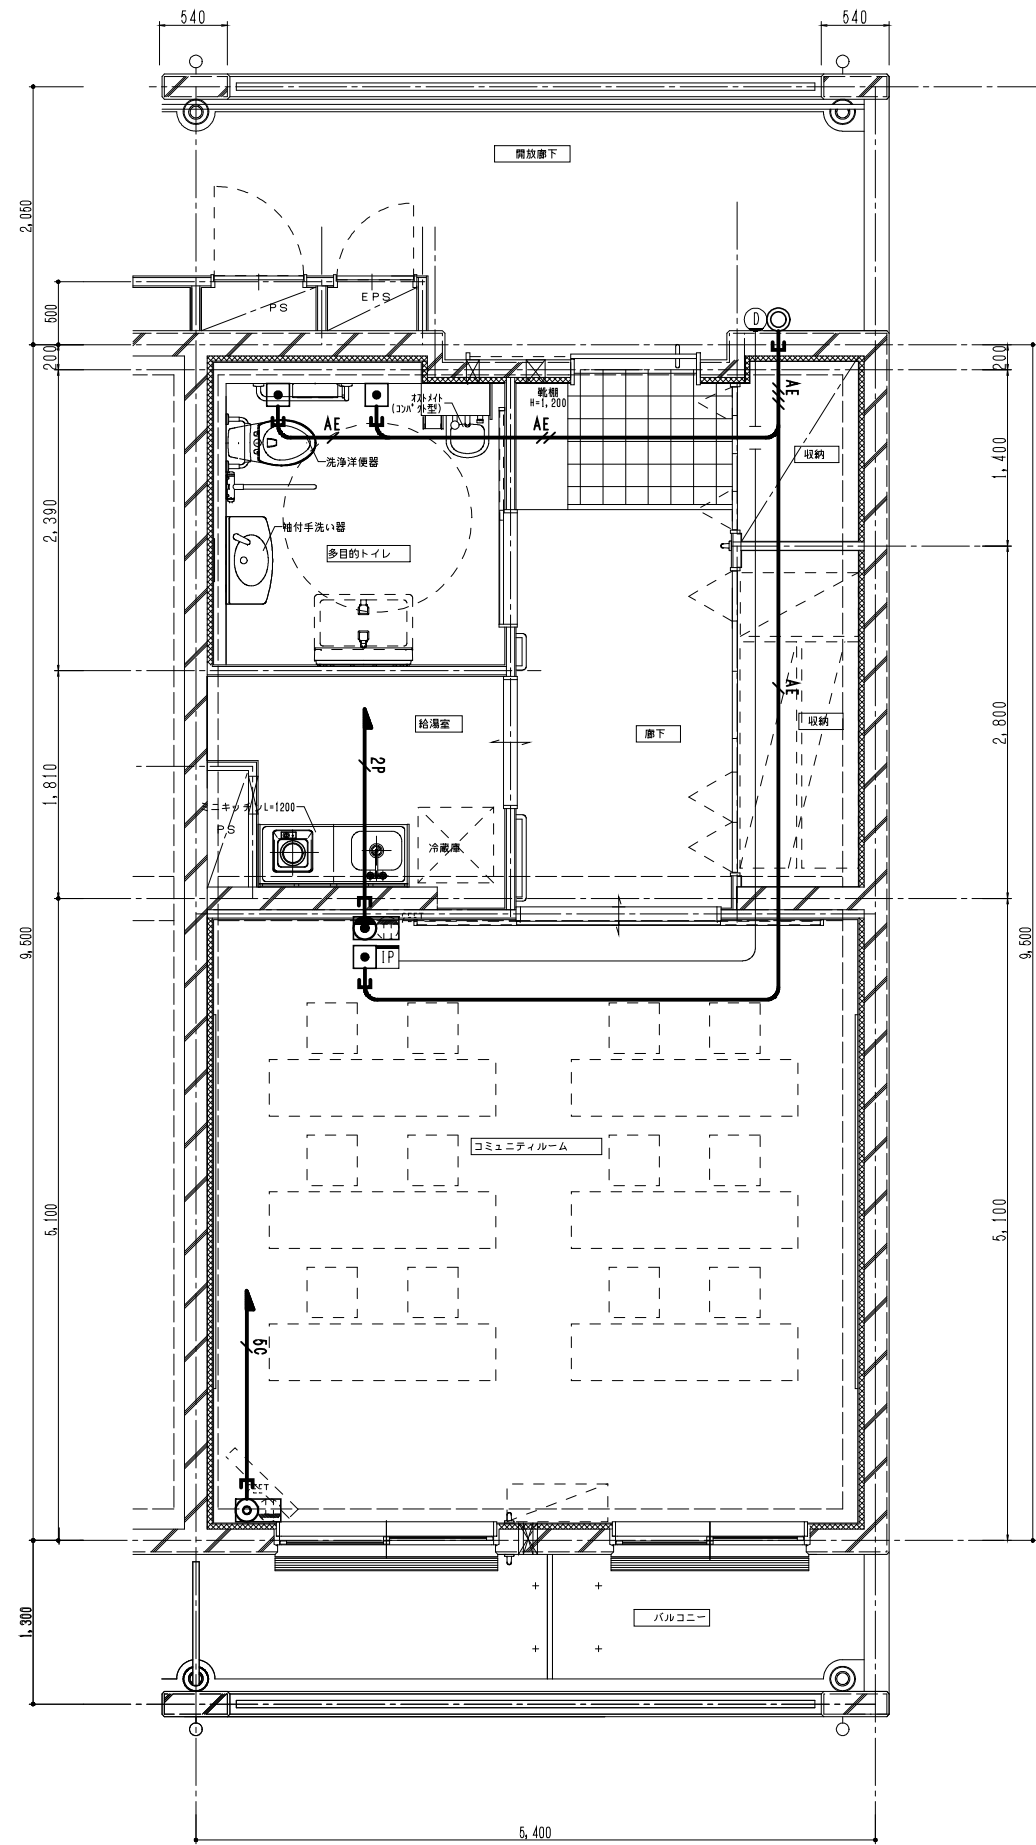 540
540
2,050
開放廊下
PS
EPS
500
200
200
D
靴棚
H=1,200
オストメイト
(コンパクト型)
AE
AE
AE
洗浄洋便器
収納
1,400
2,390
袖付手洗い器
多目的トイレ
AE
収納
給湯室
廊下
2,800
2P
1,810
ミニキッチンL=1200
PS
冷蔵庫
9,500
9,500
IP
コミュニティルーム
5,100
5,100
5C
バルコニー
1,300
5,400